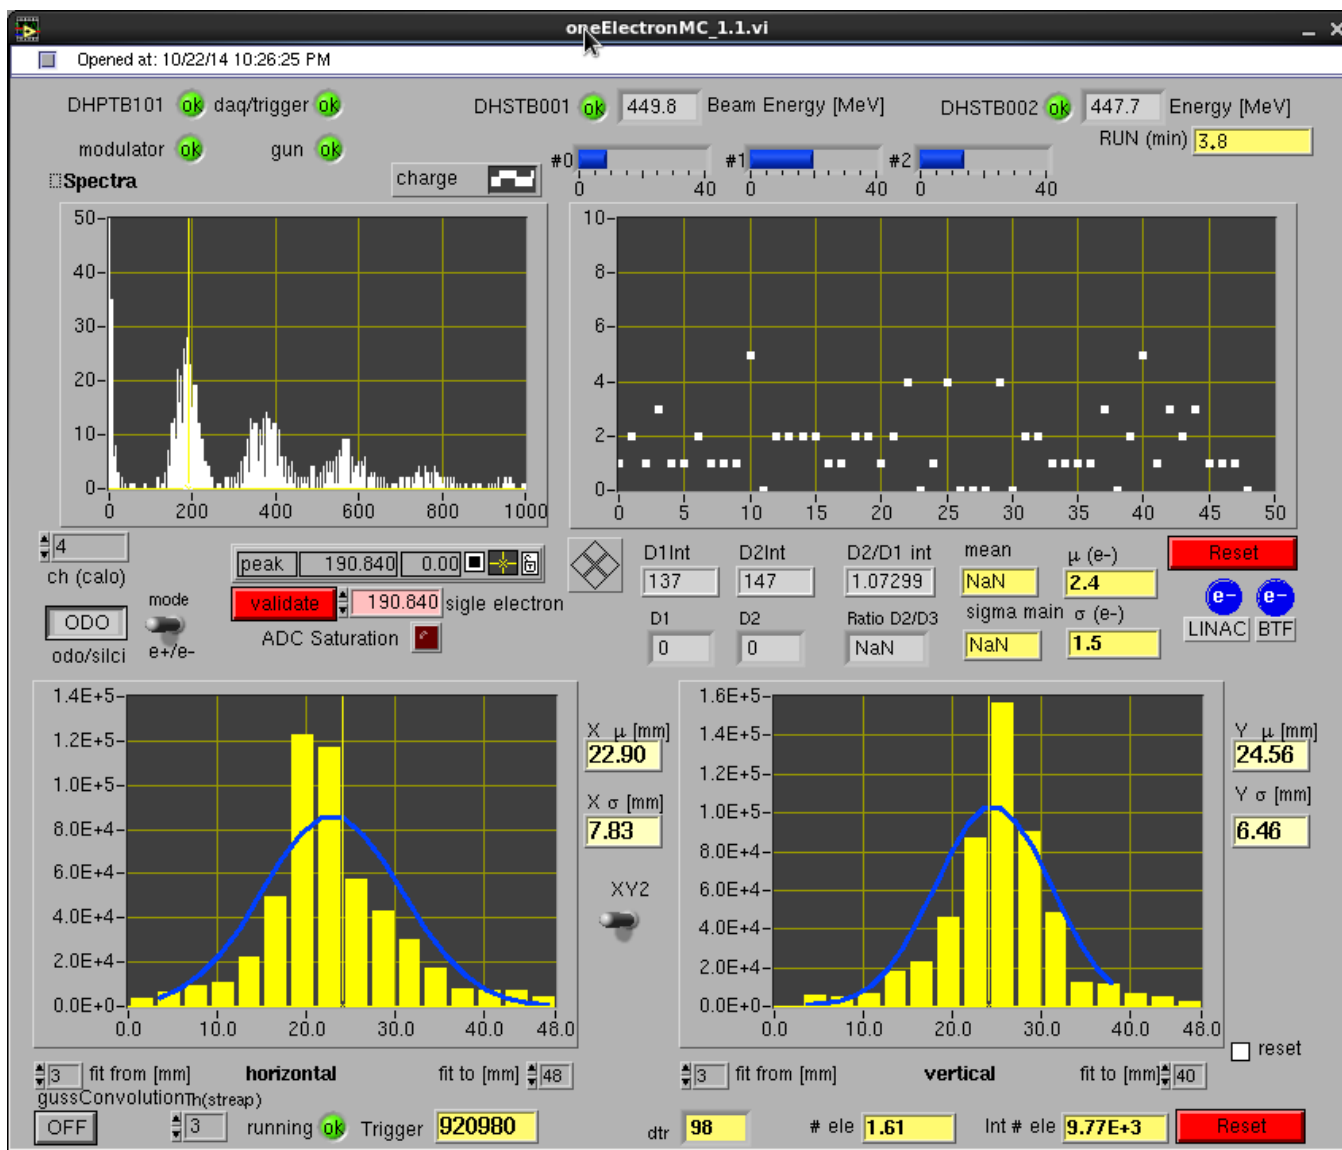 oneElectronMC_1.1.vi
Opened at: 10/22/14 10:26:25 PM
DHPTB101 ok daq/trigger ok DHSTB001 ok 449.8 Beam Energy [MeV] DHSTB002 ok 447.7 Energy [MeV]
modulator ok gun ok RUN (min) 3.8
#0 #1 #2
0 40 0 40 0 40
Spectra charge
50
40
30
20
10
0
0 200 400 600 800 1000
10
8
6
4
2
0
0 5 10 15 20 25 30 35 40 45 50
4
ch (calo)
peak 190.840 0.00
D1Int D2Int D2/D1 int mean μ (e-) Reset
137 147 1.07299 NaN 2.4
mode validate 190.840 sigle electron
ODO ADC Saturation
odo/silci e+/e-
D1 D2 Ratio D2/D3 sigma main σ (e-)
0 0 NaN NaN 1.5
e- e-
LINAC BTF
1.4E+5
1.2E+5
1.0E+5
8.0E+4
6.0E+4
4.0E+4
2.0E+4
0.0E+0
0.0 10.0 20.0 30.0 40.0 48.0
X μ [mm]
22.90
X σ [mm]
7.83
XY2
1.6E+5
1.4E+5
1.2E+5
1.0E+5
8.0E+4
6.0E+4
4.0E+4
2.0E+4
0.0E+0
0.0 10.0 20.0 30.0 40.0 48.0
Y μ [mm]
24.56
Y σ [mm]
6.46
reset
3 fit from [mm] horizontal fit to [mm] 48
3 fit from [mm] vertical fit to [mm] 40
gussConvolution Th(streap)
OFF 3 running ok Trigger 920980 dtr 98 # ele 1.61 Int # ele 9.77E+3 Reset